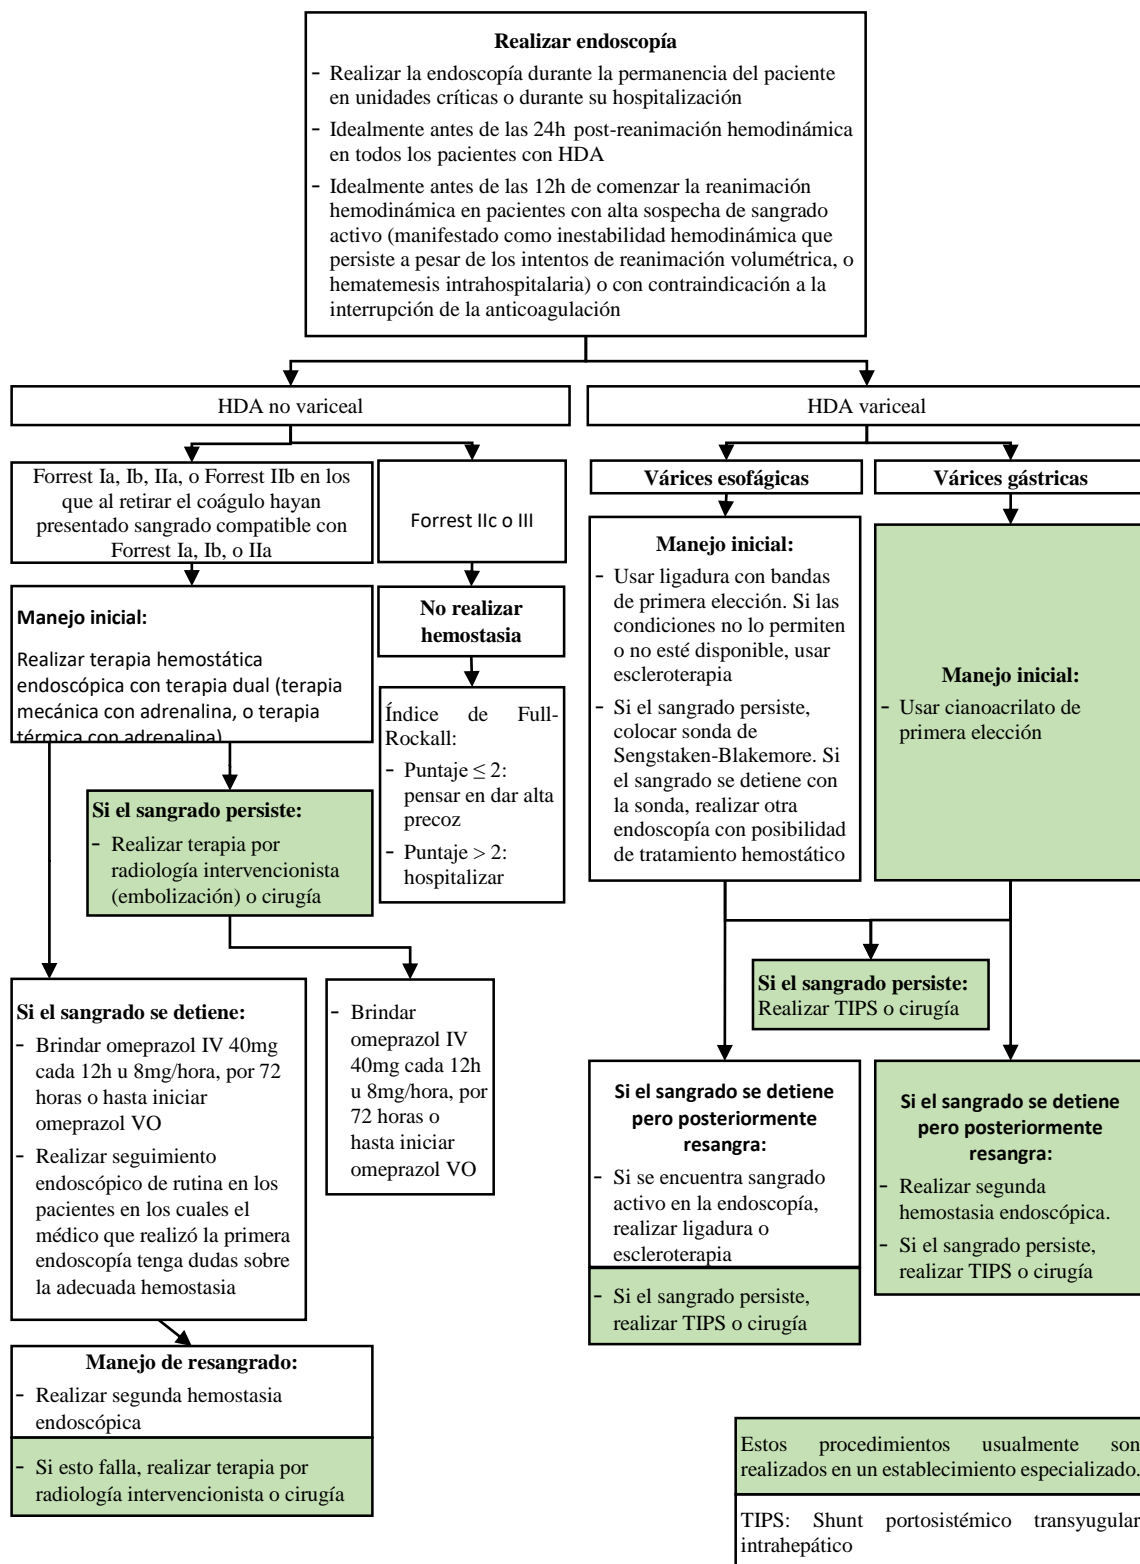 Realizar endoscopía
- Realizar la endoscopía durante la permanencia del paciente
en unidades críticas o durante su hospitalización
- Idealmente antes de las 24h post-reanimación hemodinámica
en todos los pacientes con HDA
- Idealmente antes de las 12h de comenzar la reanimación
hemodinámica en pacientes con alta sospecha de sangrado
activo (manifestado como inestabilidad hemodinámica que
persiste a pesar de los intentos de reanimación volumétrica, o
hematemesis intrahospitalaria) o con contraindicación a la
interrupción de la anticoagulación
HDA no variceal
Forrest Ia, Ib, IIa, o Forrest IIb en los
que al retirar el coágulo hayan
presentado sangrado compatible con
Forrest Ia, Ib, o IIa
Manejo inicial:
Realizar terapia hemostática
endoscópica con terapia dual (terapia
mecánica con adrenalina, o terapia
térmica con adrenalina)
Si el sangrado persiste:
- Realizar terapia por
radiología intervencionista
(embolización) o cirugía
Si el sangrado se detiene:
- Brindar omeprazol IV 40mg
cada 12h u 8mg/hora, por 72
horas o hasta iniciar
omeprazol VO
- Realizar seguimiento
endoscópico de rutina en los
pacientes en los cuales el
médico que realizó la primera
endoscopía tenga dudas sobre
la adecuada hemostasia
Manejo de resangrado:
- Realizar segunda hemostasia
endoscópica
- Si esto falla, realizar terapia por
radiología intervencionista o cirugía
- Brindar
omeprazol IV
40mg cada 12h
u 8mg/hora, por
72 horas o
hasta iniciar
omeprazol VO
Forrest IIc o III
No realizar
hemostasia
Índice de Full-
Rockall:
- Puntaje ≤ 2:
pensar en dar alta
precoz
- Puntaje > 2:
hospitalizar
HDA variceal
Várices esofágicas
Manejo inicial:
- Usar ligadura con bandas
de primera elección. Si las
condiciones no lo permiten
o no esté disponible, usar
escleroterapia
- Si el sangrado persiste,
colocar sonda de
Sengstaken-Blakemore. Si
el sangrado se detiene con
la sonda, realizar otra
endoscopía con posibilidad
de tratamiento hemostático
Várices gástricas
Manejo inicial:
- Usar cianoacrilato de
primera elección
Si el sangrado persiste:
Realizar TIPS o cirugía
Si el sangrado se detiene
pero posteriormente
resangra:
- Si se encuentra sangrado
activo en la endoscopía,
realizar ligadura o
escleroterapia
- Si el sangrado persiste,
realizar TIPS o cirugía
Si el sangrado se detiene
pero posteriormente
resangra:
- Realizar segunda
hemostasia endoscópica.
- Si el sangrado persiste,
realizar TIPS o cirugía
Estos procedimientos usualmente son
realizados en un establecimiento especializado.
TIPS: Shunt portosistémico transyugular
intrahepático